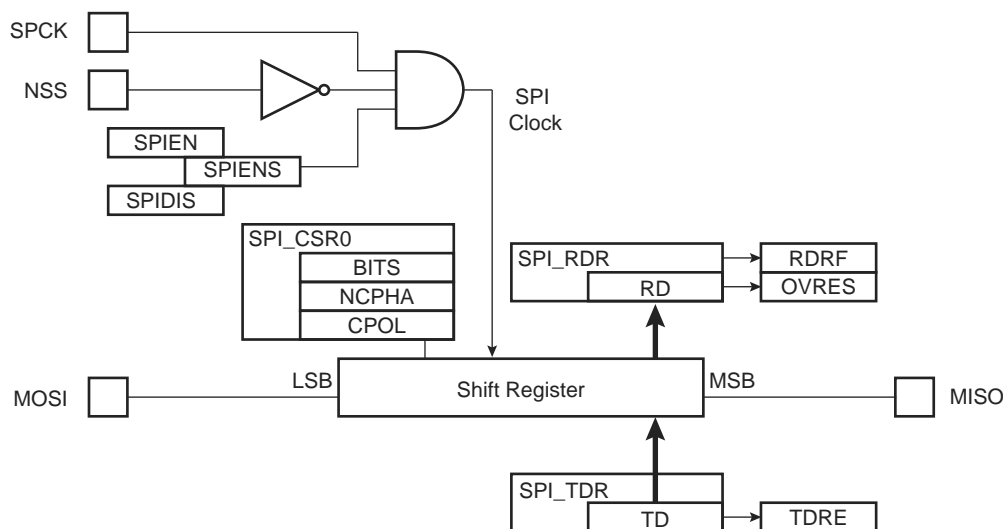 SPCK
NSS
SPI
Clock
SPIEN
SPIENS
SPIDIS
SPI_CSR0
BITS
NCPHA
CPOL
SPI_RDR
RD
RDRF
OVRES
MOSI
LSB
Shift Register
MSB
MISO
SPI_TDR
TD
TDRE